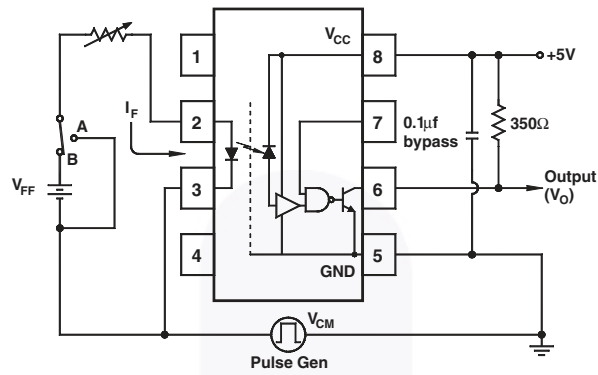 V_CC
+5V
1
8
A
I_F
2
7
0.1μf
bypass
350Ω
B
V_FF
3
6
Output
(V_O)
4
5
GND
V_CM
Pulse Gen